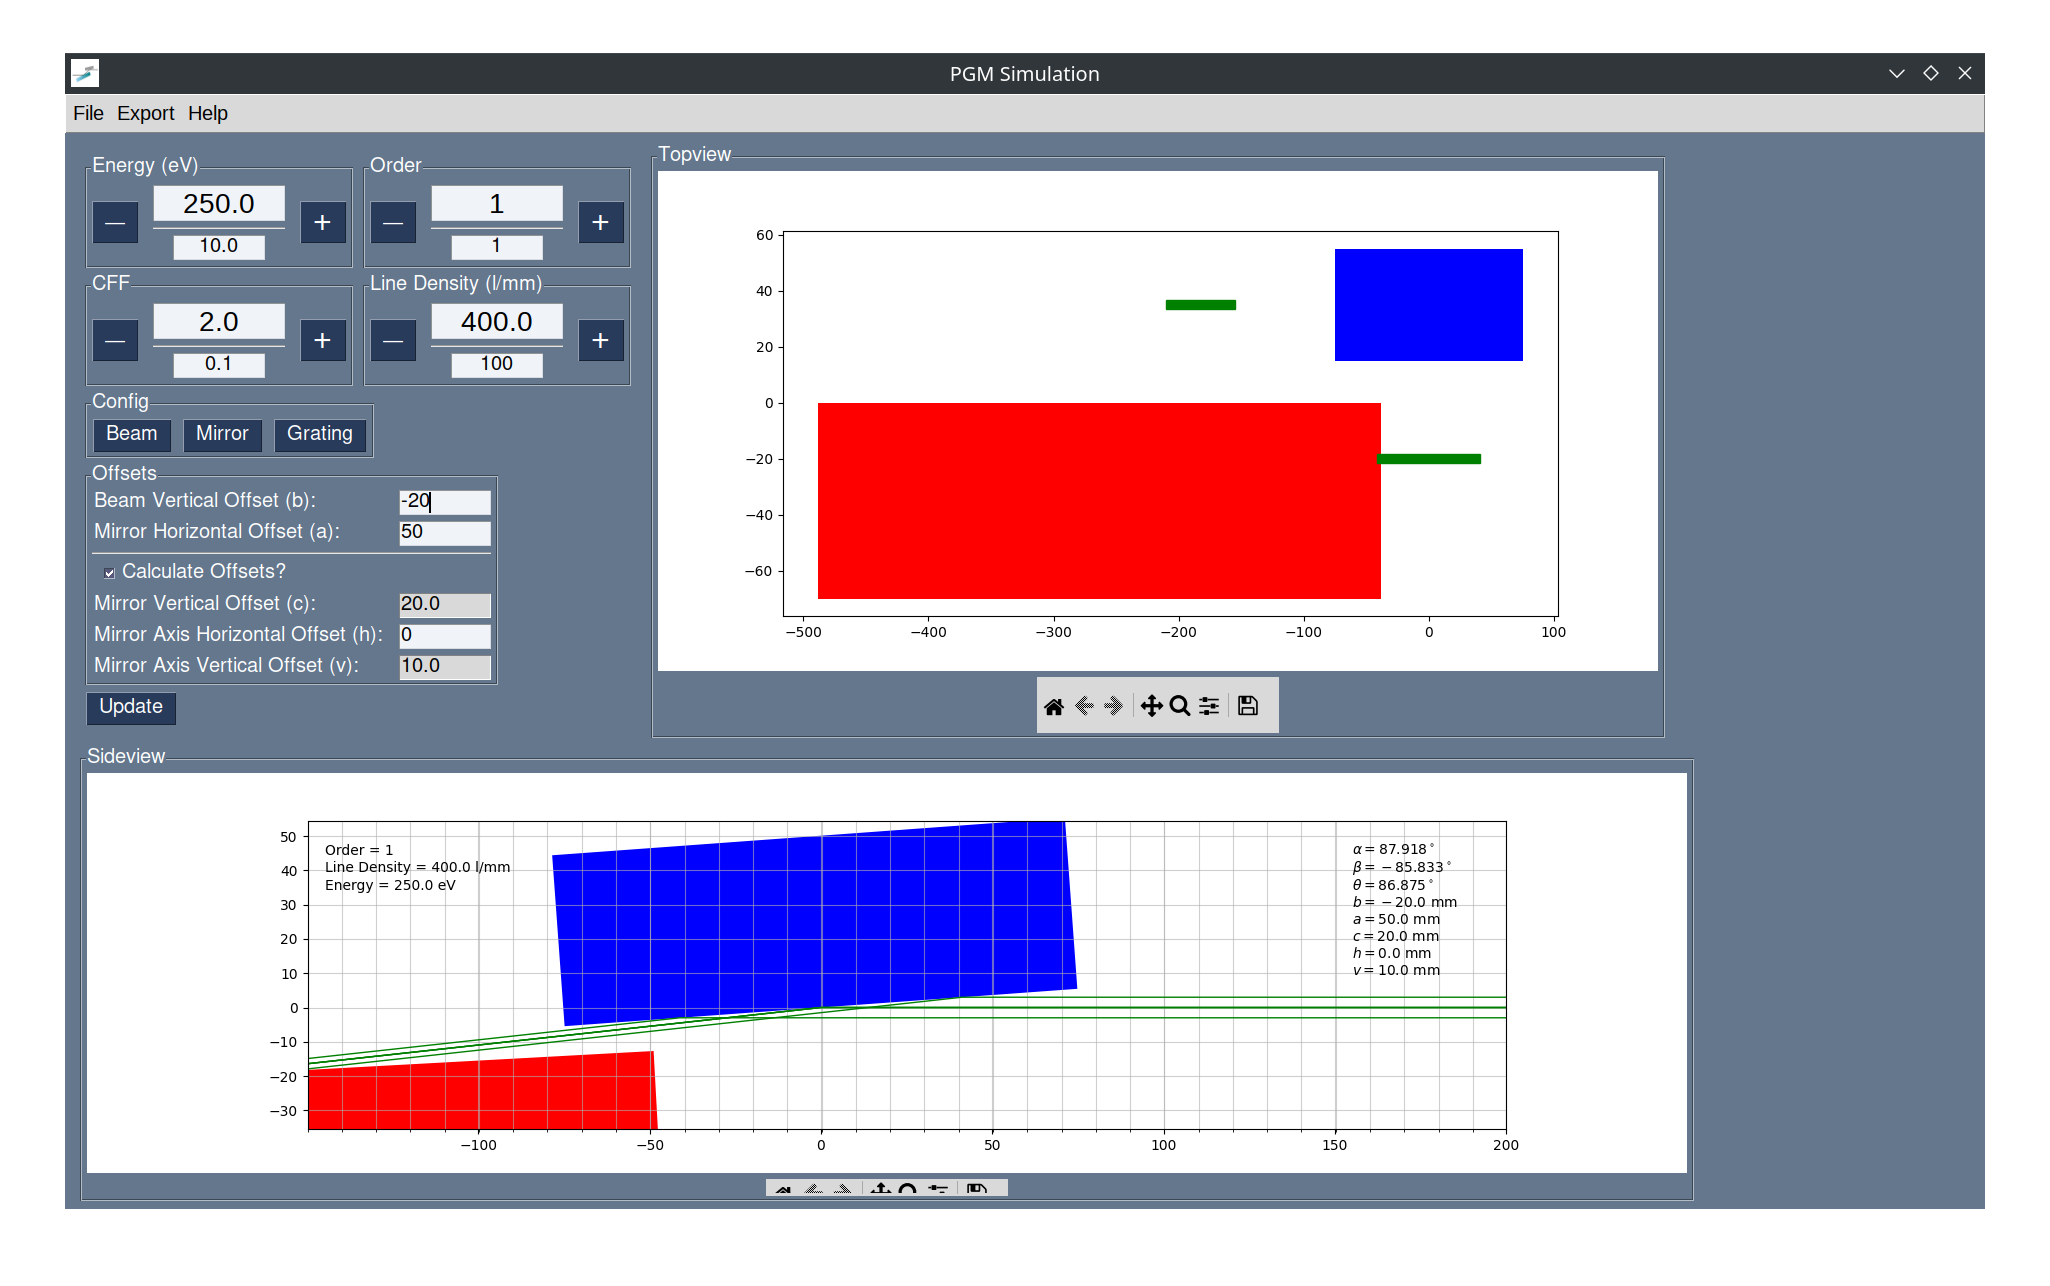 PGM Simulation
File Export Help
Energy (eV)
— 250.0 +
10.0
Order
— 1 +
1
CFF
— 2.0 +
0.1
Line Density (l/mm)
— 400.0 +
100
Config
Beam Mirror Grating
Offsets
Beam Vertical Offset (b): -20
Mirror Horizontal Offset (a): 50
Calculate Offsets?
Mirror Vertical Offset (c): 20.0
Mirror Axis Horizontal Offset (h): 0
Mirror Axis Vertical Offset (v): 10.0
Update
Topview
60
40
20
0
−20
−40
−60
−500 −400 −300 −200 −100 0 100
Sideview
50
40
30
20
10
0
−10
−20
−30
−100 −50 0 50 100 150 200
Order = 1
Line Density = 400.0 l/mm
Energy = 250.0 eV
α = 87.918°
β = −85.833°
θ = 86.875°
b = −20.0 mm
a = 50.0 mm
c = 20.0 mm
h = 0.0 mm
v = 10.0 mm